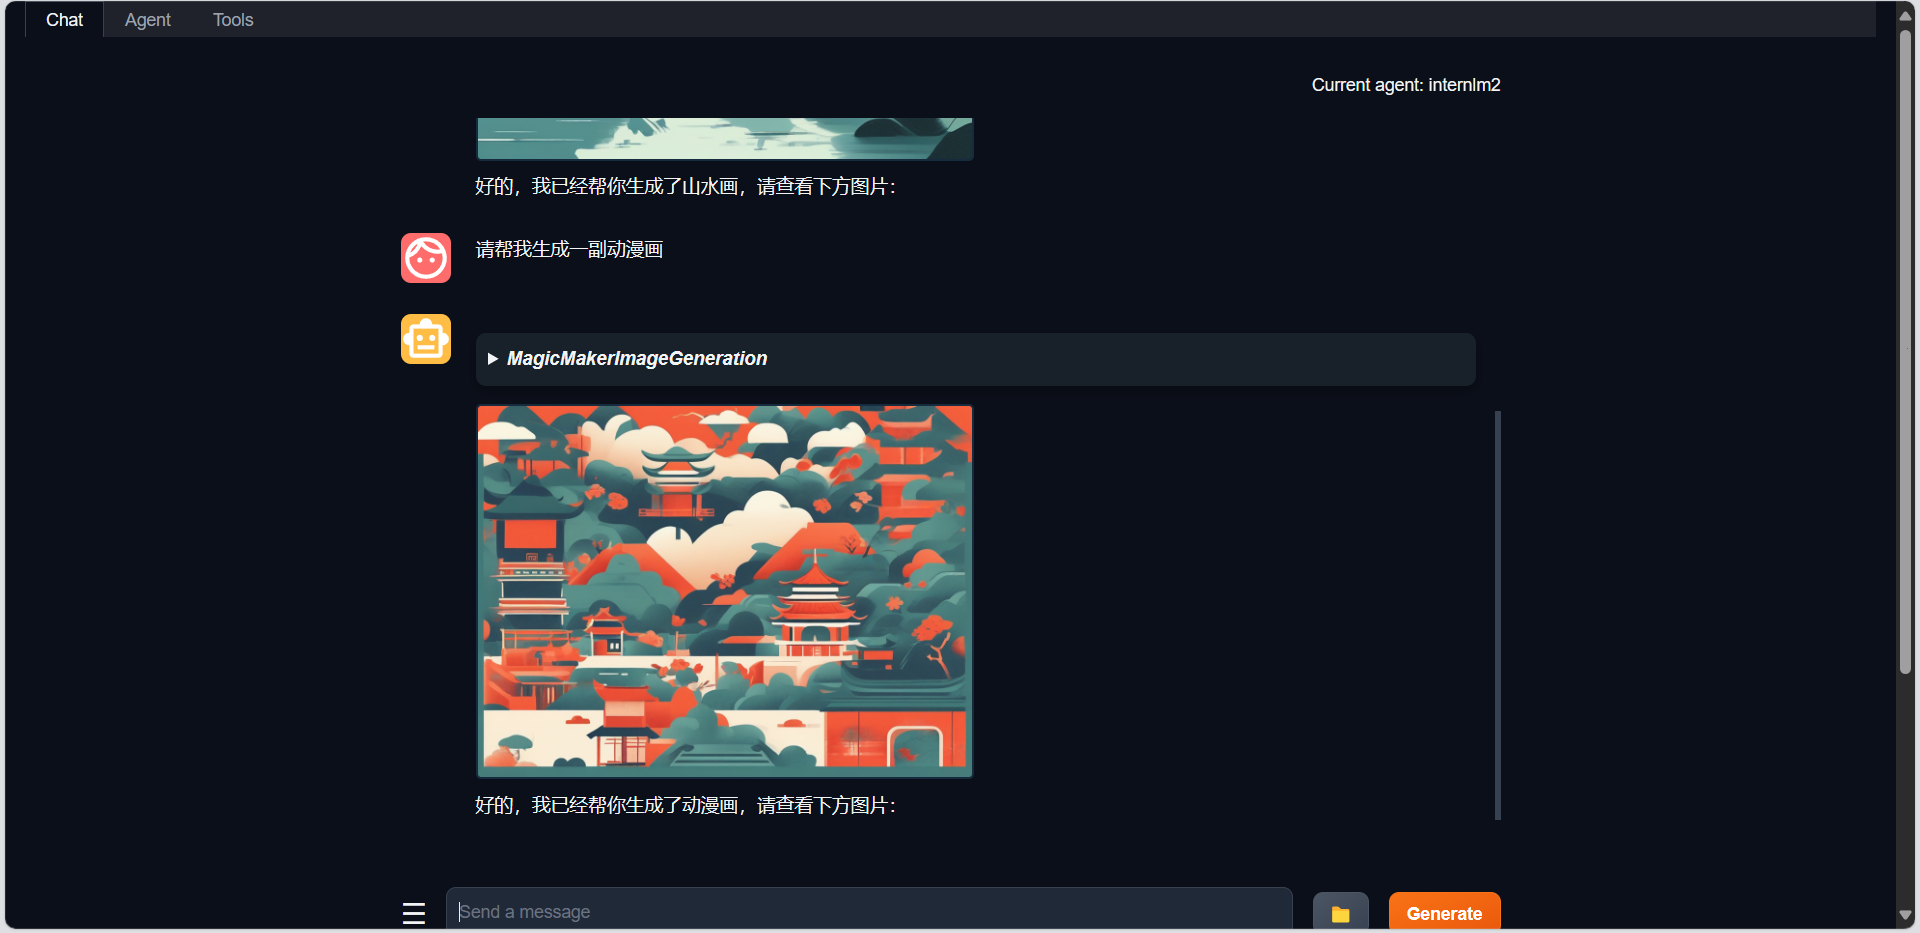 Chat Agent Tools
Current agent: internlm2
好的，我已经帮你生成了山水画，请查看下方图片：
请帮我生成一副动漫画
MagicMakerImageGeneration
好的，我已经帮你生成了动漫画，请查看下方图片：
Send a message
Generate